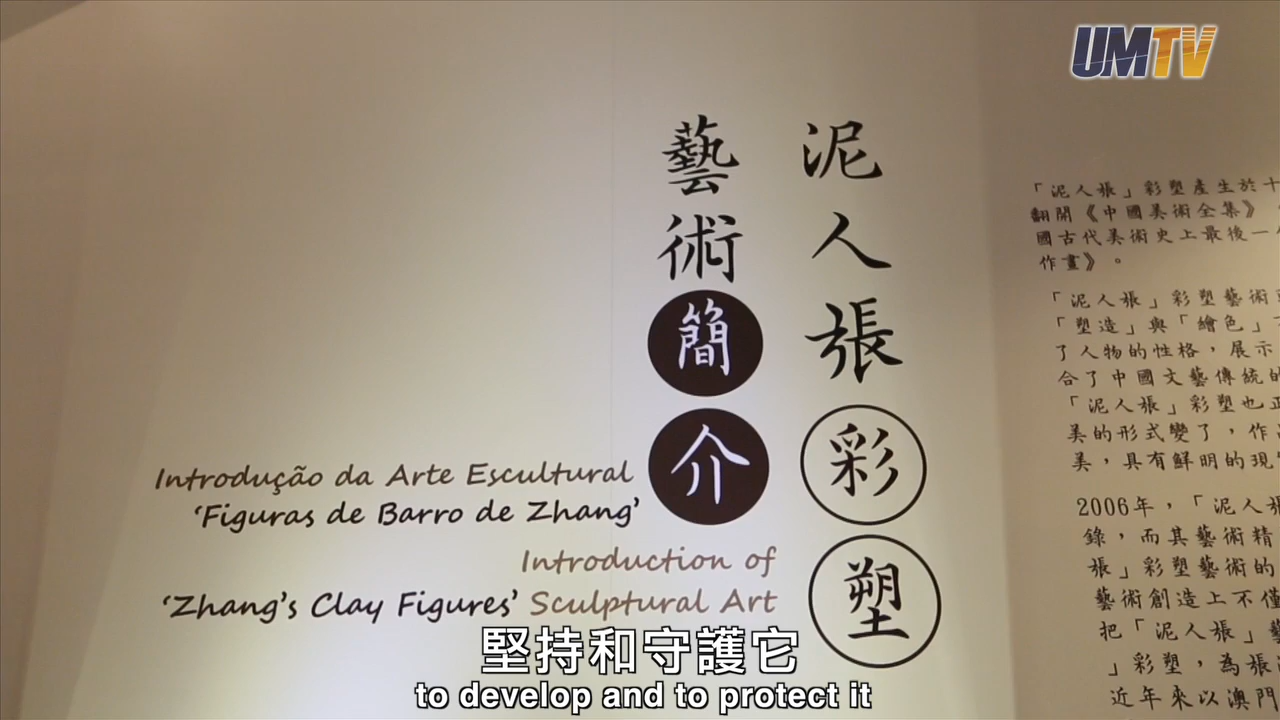 UMTV
泥人張彩塑
藝術簡介
Introdução da Arte Escultural
‘Figuras de Barro de Zhang’
Introduction of
‘Zhang’s Clay Figures’ Sculptural Art
「泥人張」彩塑產生於十
翻開《中國美術全集》
國古代美術史上最後一
作畫》。
「泥人張」彩塑藝術
「塑造」與「繪色」
了人物的性格，展示
合了中國文藝傳統的
「泥人張」彩塑也正
美的形式變了，作品
美，具有鮮明的現實
2006年，「泥人張
錄，而其藝術精
張」彩塑藝術的
藝術創造上不僅
把「泥人張」藝
」彩塑，為張
近年來以澳門
堅持和守護它
to develop and to protect it